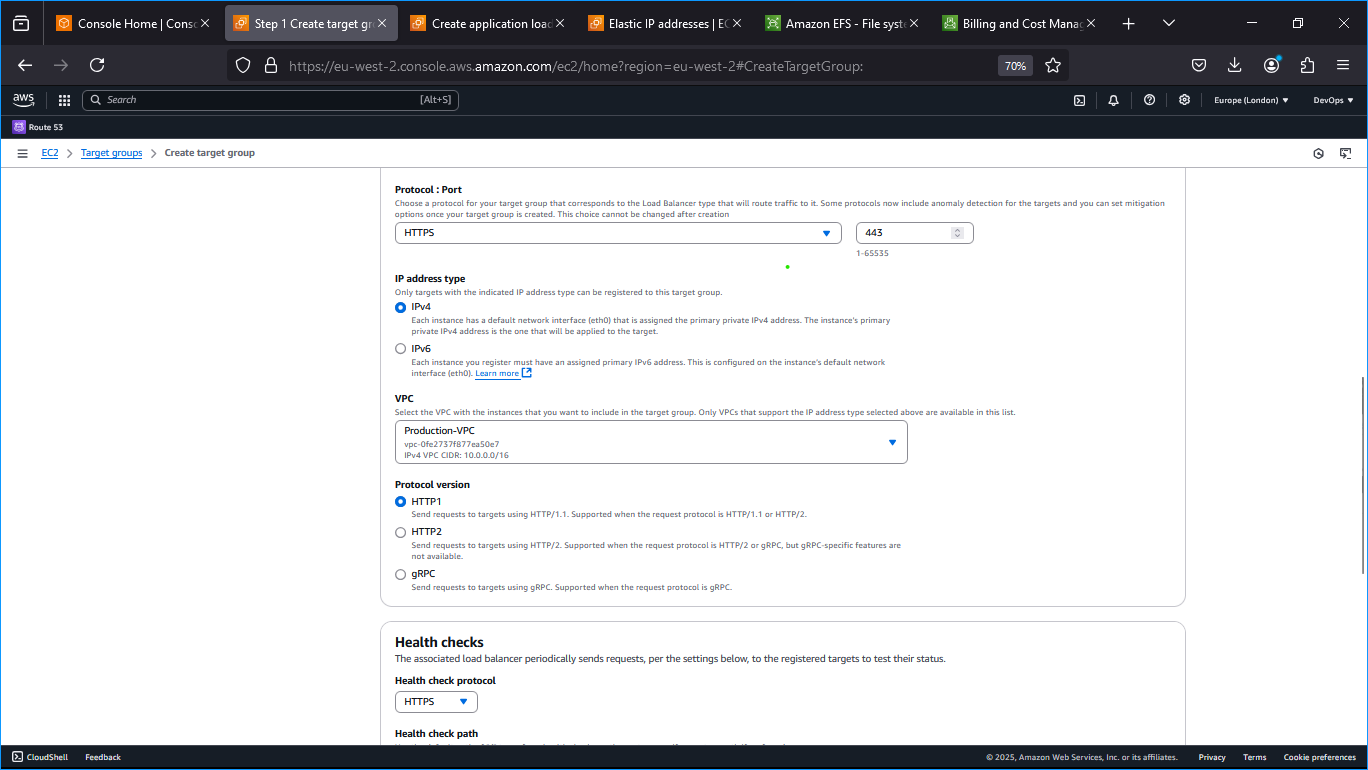 Console Home | Conso
Step 1 Create target gr
Create application load
Elastic IP addresses | EC
Amazon EFS - File syste
Billing and Cost Manag
https://eu-west-2.console.aws.amazon.com/ec2/home?region=eu-west-2#CreateTargetGroup:
70%
aws
Search
[Alt+S]
Europe (London)
DevOps
Route 53
EC2
Target groups
Create target group
Protocol : Port
Choose a protocol for your target group that corresponds to the Load Balancer type that will route traffic to it. Some protocols now include anomaly detection for the targets and you can set mitigation
options once your target group is created. This choice cannot be changed after creation
HTTPS
443
1-65535
IP address type
Only targets with the indicated IP address type can be registered to this target group.
IPv4
Each instance has a default network interface (eth0) that is assigned the primary private IPv4 address. The instance's primary
private IPv4 address is the one that will be applied to the target.
IPv6
Each instance you register must have an assigned primary IPv6 address. This is configured on the instance's default network
interface (eth0). Learn more
VPC
Select the VPC with the instances that you want to include in the target group. Only VPCs that support the IP address type selected above are available in this list.
Production-VPC
vpc-0fe2737f877ea50e7
IPv4 VPC CIDR: 10.0.0.0/16
Protocol version
HTTP1
Send requests to targets using HTTP/1.1. Supported when the request protocol is HTTP/1.1 or HTTP/2.
HTTP2
Send requests to targets using HTTP/2. Supported when the request protocol is HTTP/2 or gRPC, but gRPC-specific features are
not available.
gRPC
Send requests to targets using gRPC. Supported when the request protocol is gRPC.
Health checks
The associated load balancer periodically sends requests, per the settings below, to the registered targets to test their status.
Health check protocol
HTTPS
Health check path
CloudShell
Feedback
© 2025, Amazon Web Services, Inc. or its affiliates.
Privacy
Terms
Cookie preferences